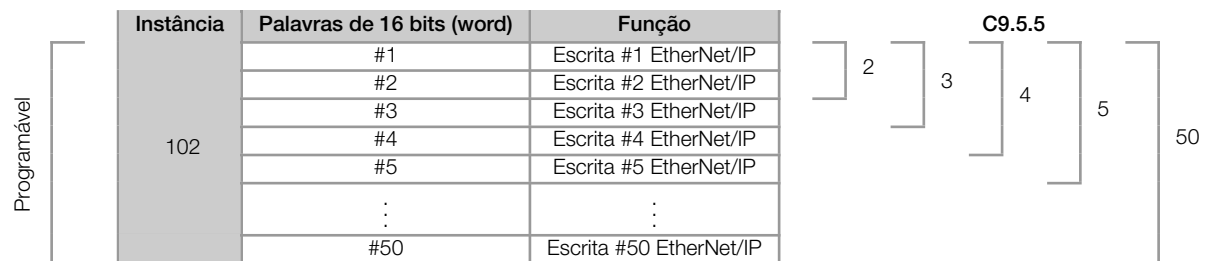 Instância Palavras de 16 bits (word) Função C9.5.5
#1 Escrita #1 EtherNet/IP
2
#2 Escrita #2 EtherNet/IP
3
#3 Escrita #3 EtherNet/IP
4
#4 Escrita #4 EtherNet/IP
5
Programável
102
50
#5 Escrita #5 EtherNet/IP
: :
#50 Escrita #50 EtherNet/IP